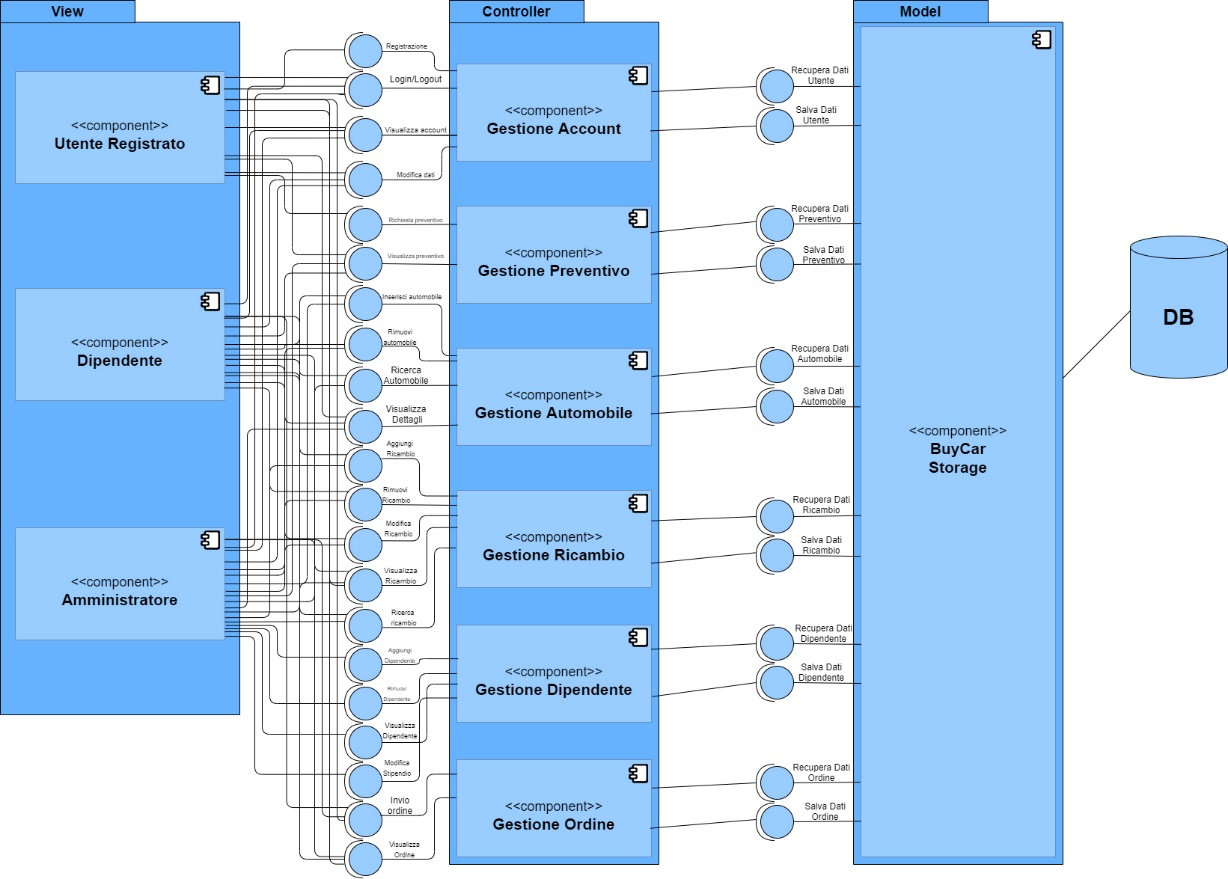 View
<<component>>
Utente Registrato
<<component>>
Dipendente
<<component>>
Amministratore
Registrazione
Login/Logout
Visualizza account
Modifica dati
Richiesta preventivo
Visualizza preventivo
Inserisci automobile
Rimuovi
automobile
Ricerca
Automobile
Visualizza
Dettagli
Aggiungi
Ricambio
Rimuovi
Ricambio
Modifica
Ricambio
Visualizza
Ricambio
Ricerca
ricambio
Aggiungi
Dipendente
Rimuovi
Dipendente
Visualizza
Dipendente
Modifica
Stipendio
Invio
ordine
Visualizza
Ordine
Controller
<<component>>
Gestione Account
<<component>>
Gestione Preventivo
<<component>>
Gestione Automobile
<<component>>
Gestione Ricambio
<<component>>
Gestione Dipendente
<<component>>
Gestione Ordine
Recupera Dati
Utente
Salva Dati
Utente
Recupera Dati
Preventivo
Salva Dati
Preventivo
Recupera Dati
Automobile
Salva Dati
Automobile
Recupera Dati
Ricambio
Salva Dati
Ricambio
Recupera Dati
Dipendente
Salva Dati
Dipendente
Recupera Dati
Ordine
Salva Dati
Ordine
Model
<<component>>
BuyCar
Storage
DB